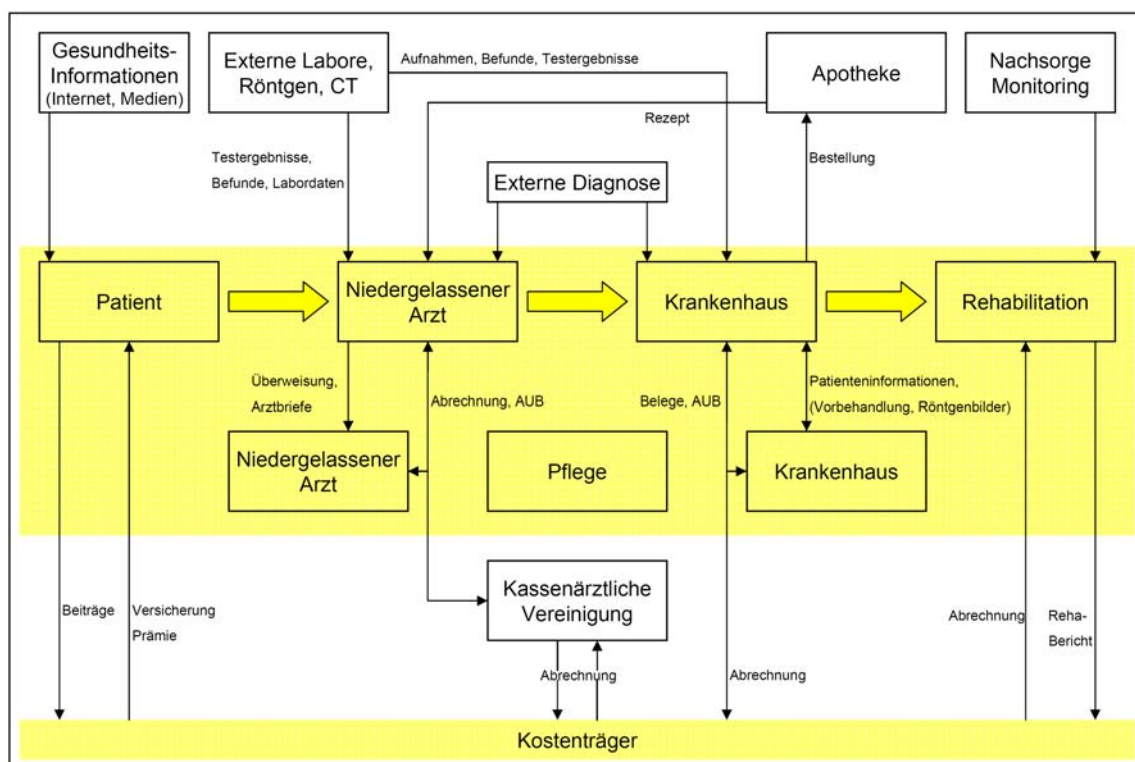 Gesundheits-
Informationen
(Internet, Medien)
Externe Labore,
Röntgen, CT
Aufnahmen, Befunde, Testergebnisse
Apotheke
Nachsorge
Monitoring
Rezept
Testergebnisse,
Befunde, Labordaten
Bestellung
Externe Diagnose
Patient
Niedergelassener
Arzt
Krankenhaus
Rehabilitation
Überweisung,
Arztbriefe
Abrechnung, AUB
Belege, AUB
Patienteninformationen,
(Vorbehandlung, Röntgenbilder)
Niedergelassener
Arzt
Pflege
Krankenhaus
Kassenärztliche
Vereinigung
Beiträge
Versicherung
Prämie
Abrechnung
Abrechnung
Abrechnung
Reha-
Bericht
Kostenträger